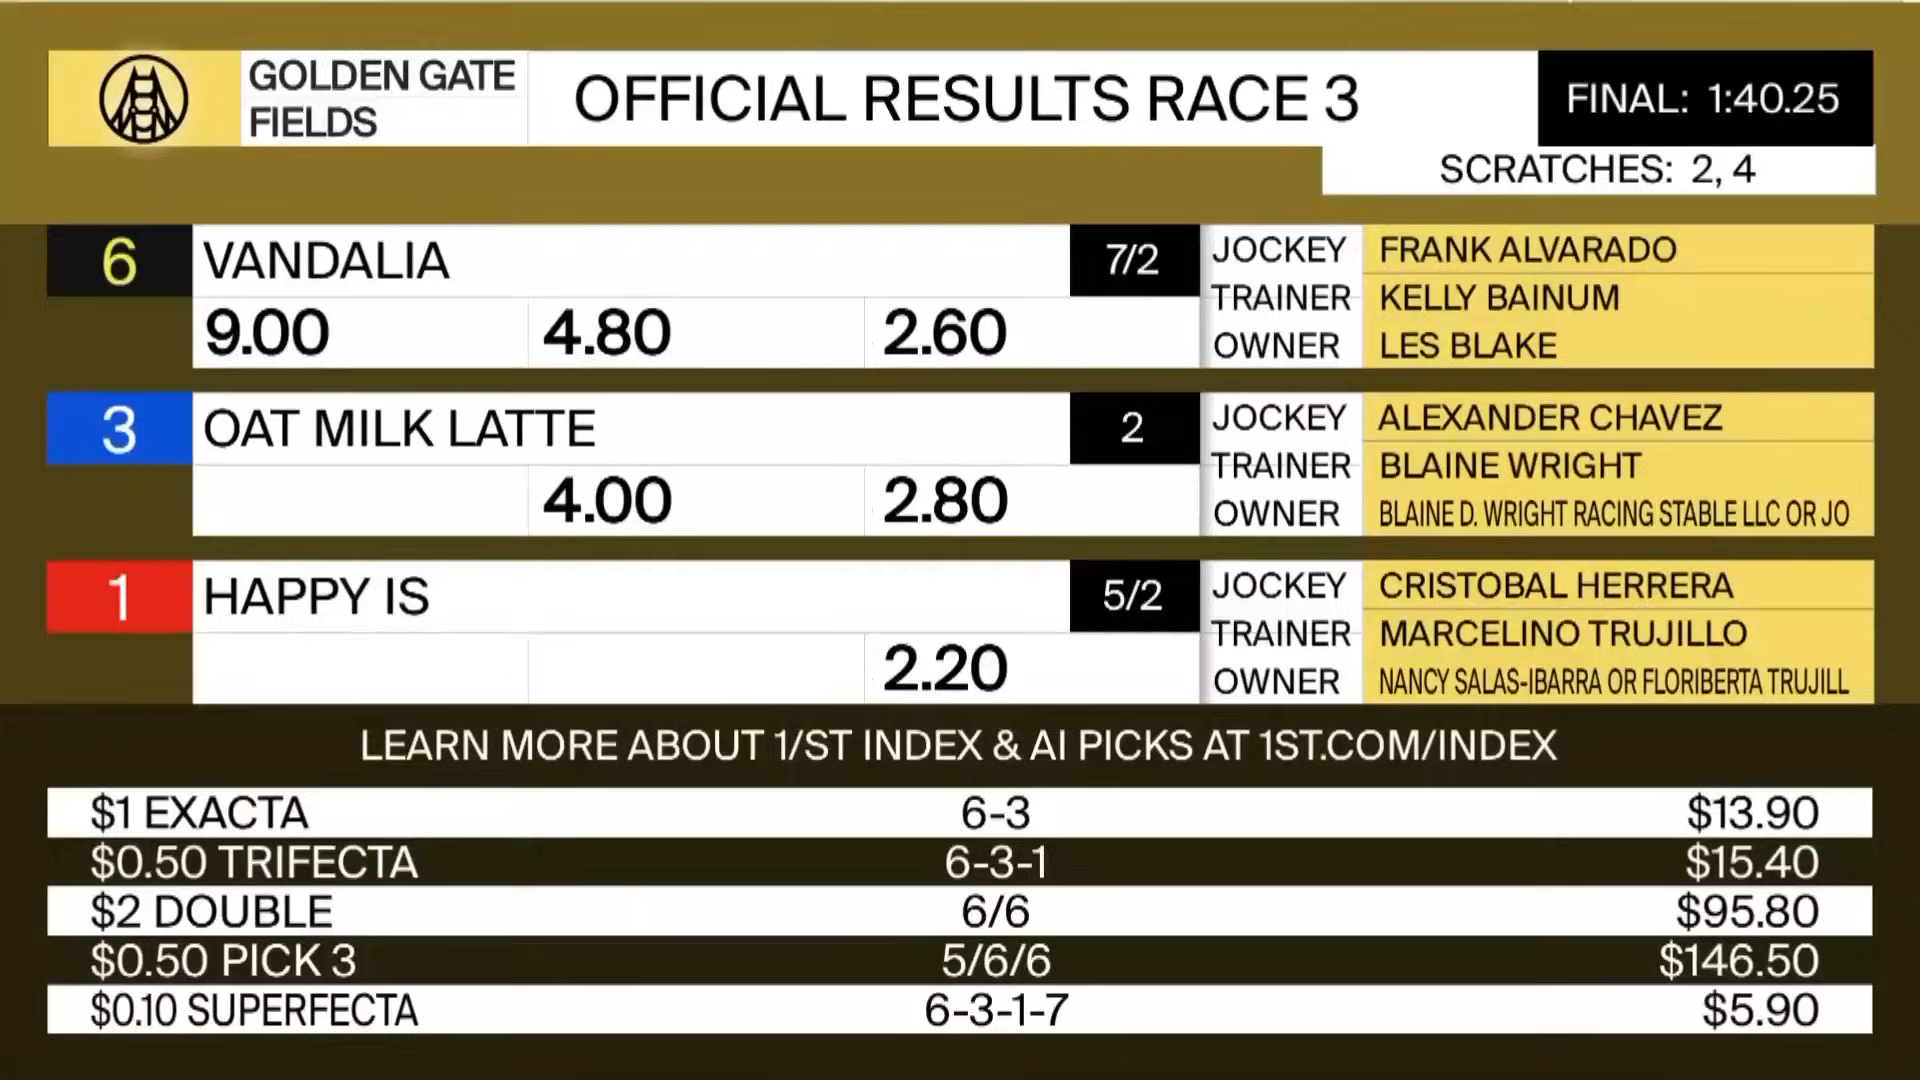 GOLDEN GATE
FIELDS
OFFICIAL RESULTS RACE 3
FINAL: 1:40.25
SCRATCHES: 2, 4
6
VANDALIA
7/2
9.00
4.80
2.60
JOCKEY FRANK ALVARADO
TRAINER KELLY BAINUM
OWNER LES BLAKE
3
OAT MILK LATTE
2
4.00
2.80
JOCKEY ALEXANDER CHAVEZ
TRAINER BLAINE WRIGHT
OWNER BLAINE D. WRIGHT RACING STABLE LLC OR JO
1
HAPPY IS
5/2
2.20
JOCKEY CRISTOBAL HERRERA
TRAINER MARCELINO TRUJILLO
OWNER NANCY SALAS-IBARRA OR FLORIBERTA TRUJILL
LEARN MORE ABOUT 1/ST INDEX & AI PICKS AT 1ST.COM/INDEX
$1 EXACTA 6-3 $13.90
$0.50 TRIFECTA 6-3-1 $15.40
$2 DOUBLE 6/6 $95.80
$0.50 PICK 3 5/6/6 $146.50
$0.10 SUPERFECTA 6-3-1-7 $5.90